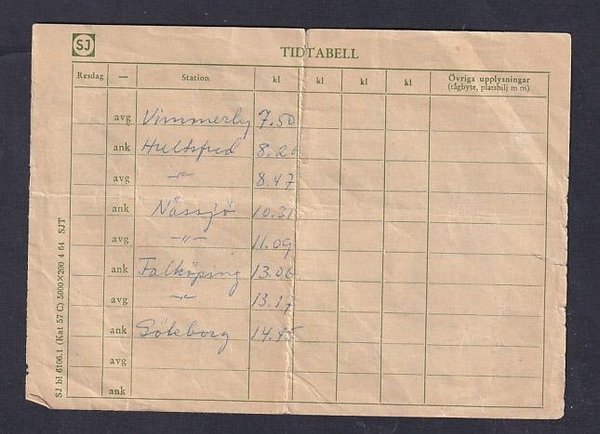 SJ
TIDTABELL
Resdag — Station kl kl kl kl Övriga upplysningar
(tågbyte, platsbilj m m)
avg Vimmerby 7.50
ank Hultsfred 8.20
avg -"- 8.47
ank Nässjö 10.31
avg -"- 11.09
ank Falköping 13.06
avg -"- 13.17
ank Göteborg 14.45
avg
ank
SJ bl 6106.1 (Kat 57 C) 5000×200 4 64 SJT